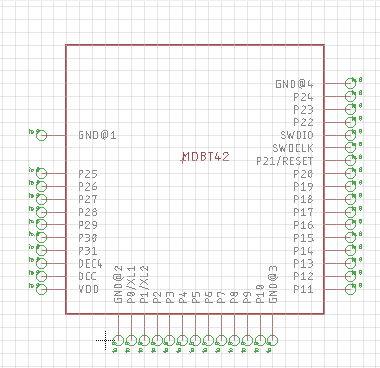 GND@4
P24
P23
GND@1
P22
SWDIO
SWDCLK
MDBT42
P21/RESET
P25
P20
P26
P19
P27
P18
P28
P17
P29
P16
P30
P15
P31
P14
DEC4
P13
DCC
P12
VDD
P11
GND@2
P0/XL1
P1/XL2
P2
P3
P4
P5
P6
P7
P8
P9
P10
GND@3